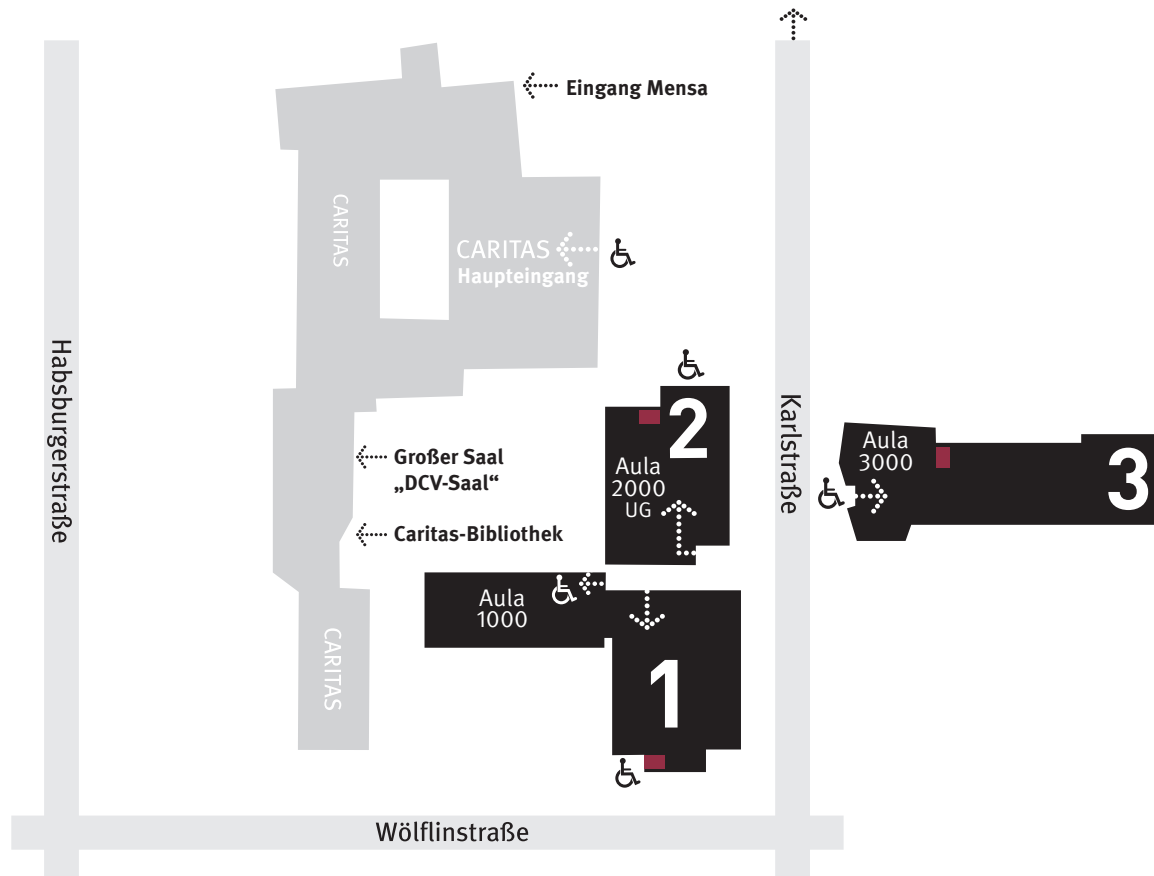 Eingang Mensa
CARITAS
CARITAS
Haupteingang
Habsburgerstraße
Karlstraße
2
Aula
2000
UG
Aula
3000
3
Großer Saal
„DCV-Saal“
Caritas-Bibliothek
Aula
1000
1
CARITAS
Wölflinstraße